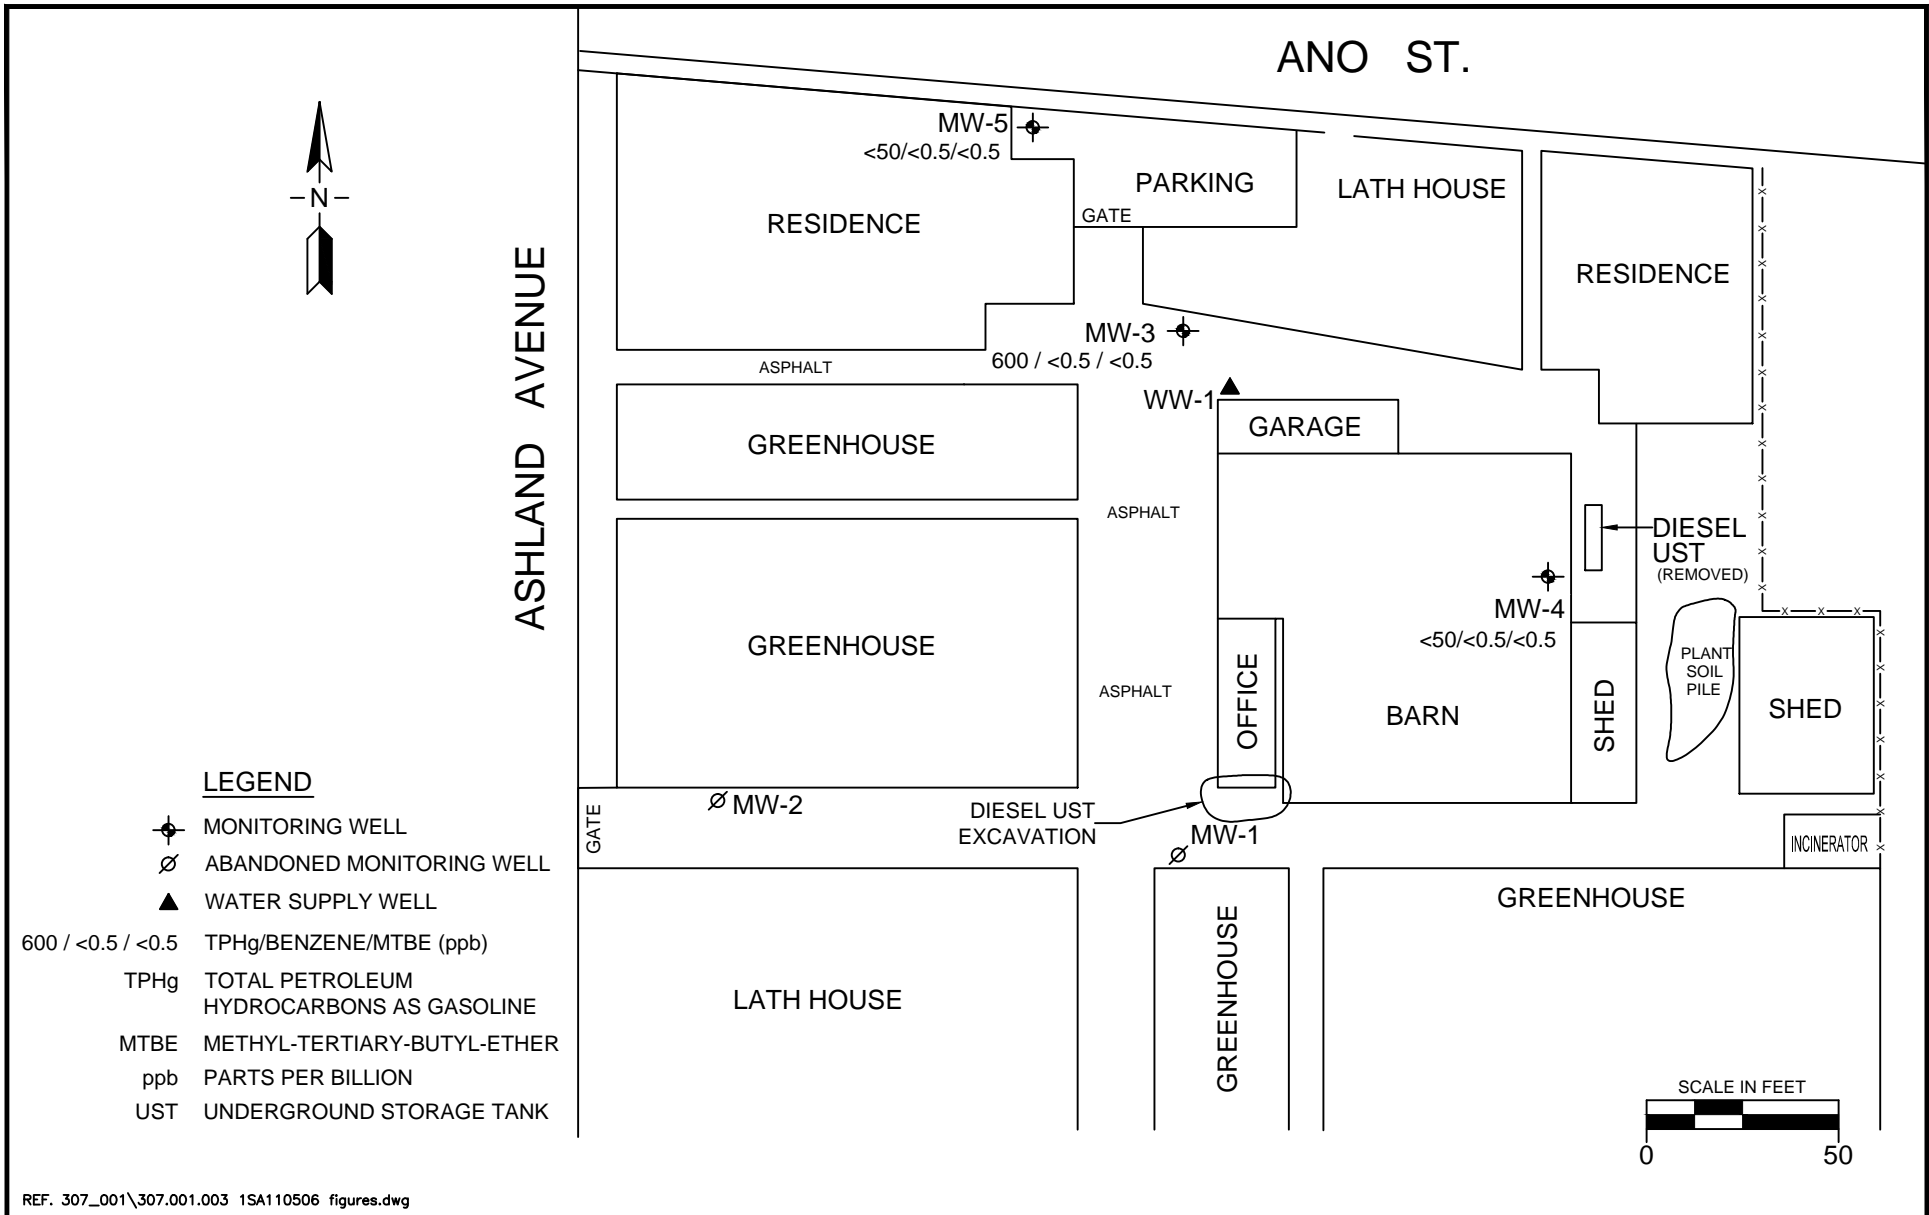 ANO ST.
N
ASHLAND AVENUE
MW-5
<50/<0.5/<0.5
PARKING
GATE
LATH HOUSE
RESIDENCE
RESIDENCE
MW-3
600 / <0.5 / <0.5
ASPHALT
WW-1
GARAGE
GREENHOUSE
ASPHALT
DIESEL
UST
(REMOVED)
MW-4
<50/<0.5/<0.5
GREENHOUSE
ASPHALT
OFFICE
BARN
SHED
PLANT
SOIL
PILE
SHED
MW-2
GATE
DIESEL UST
EXCAVATION
MW-1
INCINERATOR
LATH HOUSE
GREENHOUSE
GREENHOUSE
LEGEND
MONITORING WELL
ABANDONED MONITORING WELL
WATER SUPPLY WELL
600 / <0.5 / <0.5 TPHg/BENZENE/MTBE (ppb)
TPHg TOTAL PETROLEUM
HYDROCARBONS AS GASOLINE
MTBE METHYL-TERTIARY-BUTYL-ETHER
ppb PARTS PER BILLION
UST UNDERGROUND STORAGE TANK
SCALE IN FEET
0 50
REF. 307_001\307.001.003 1SA110506 figures.dwg